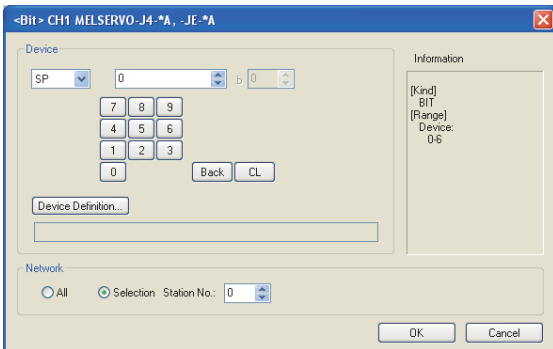 <Bit> CH1 MELSERVO-J4-*A, -JE-*A
Device
SP 0 b 0
7 8 9
4 5 6
1 2 3
0 Back CL
Device Definition...
Information
[Kind]
BIT
[Range]
Device:
0-6
Network
All Selection Station No.: 0
OK Cancel